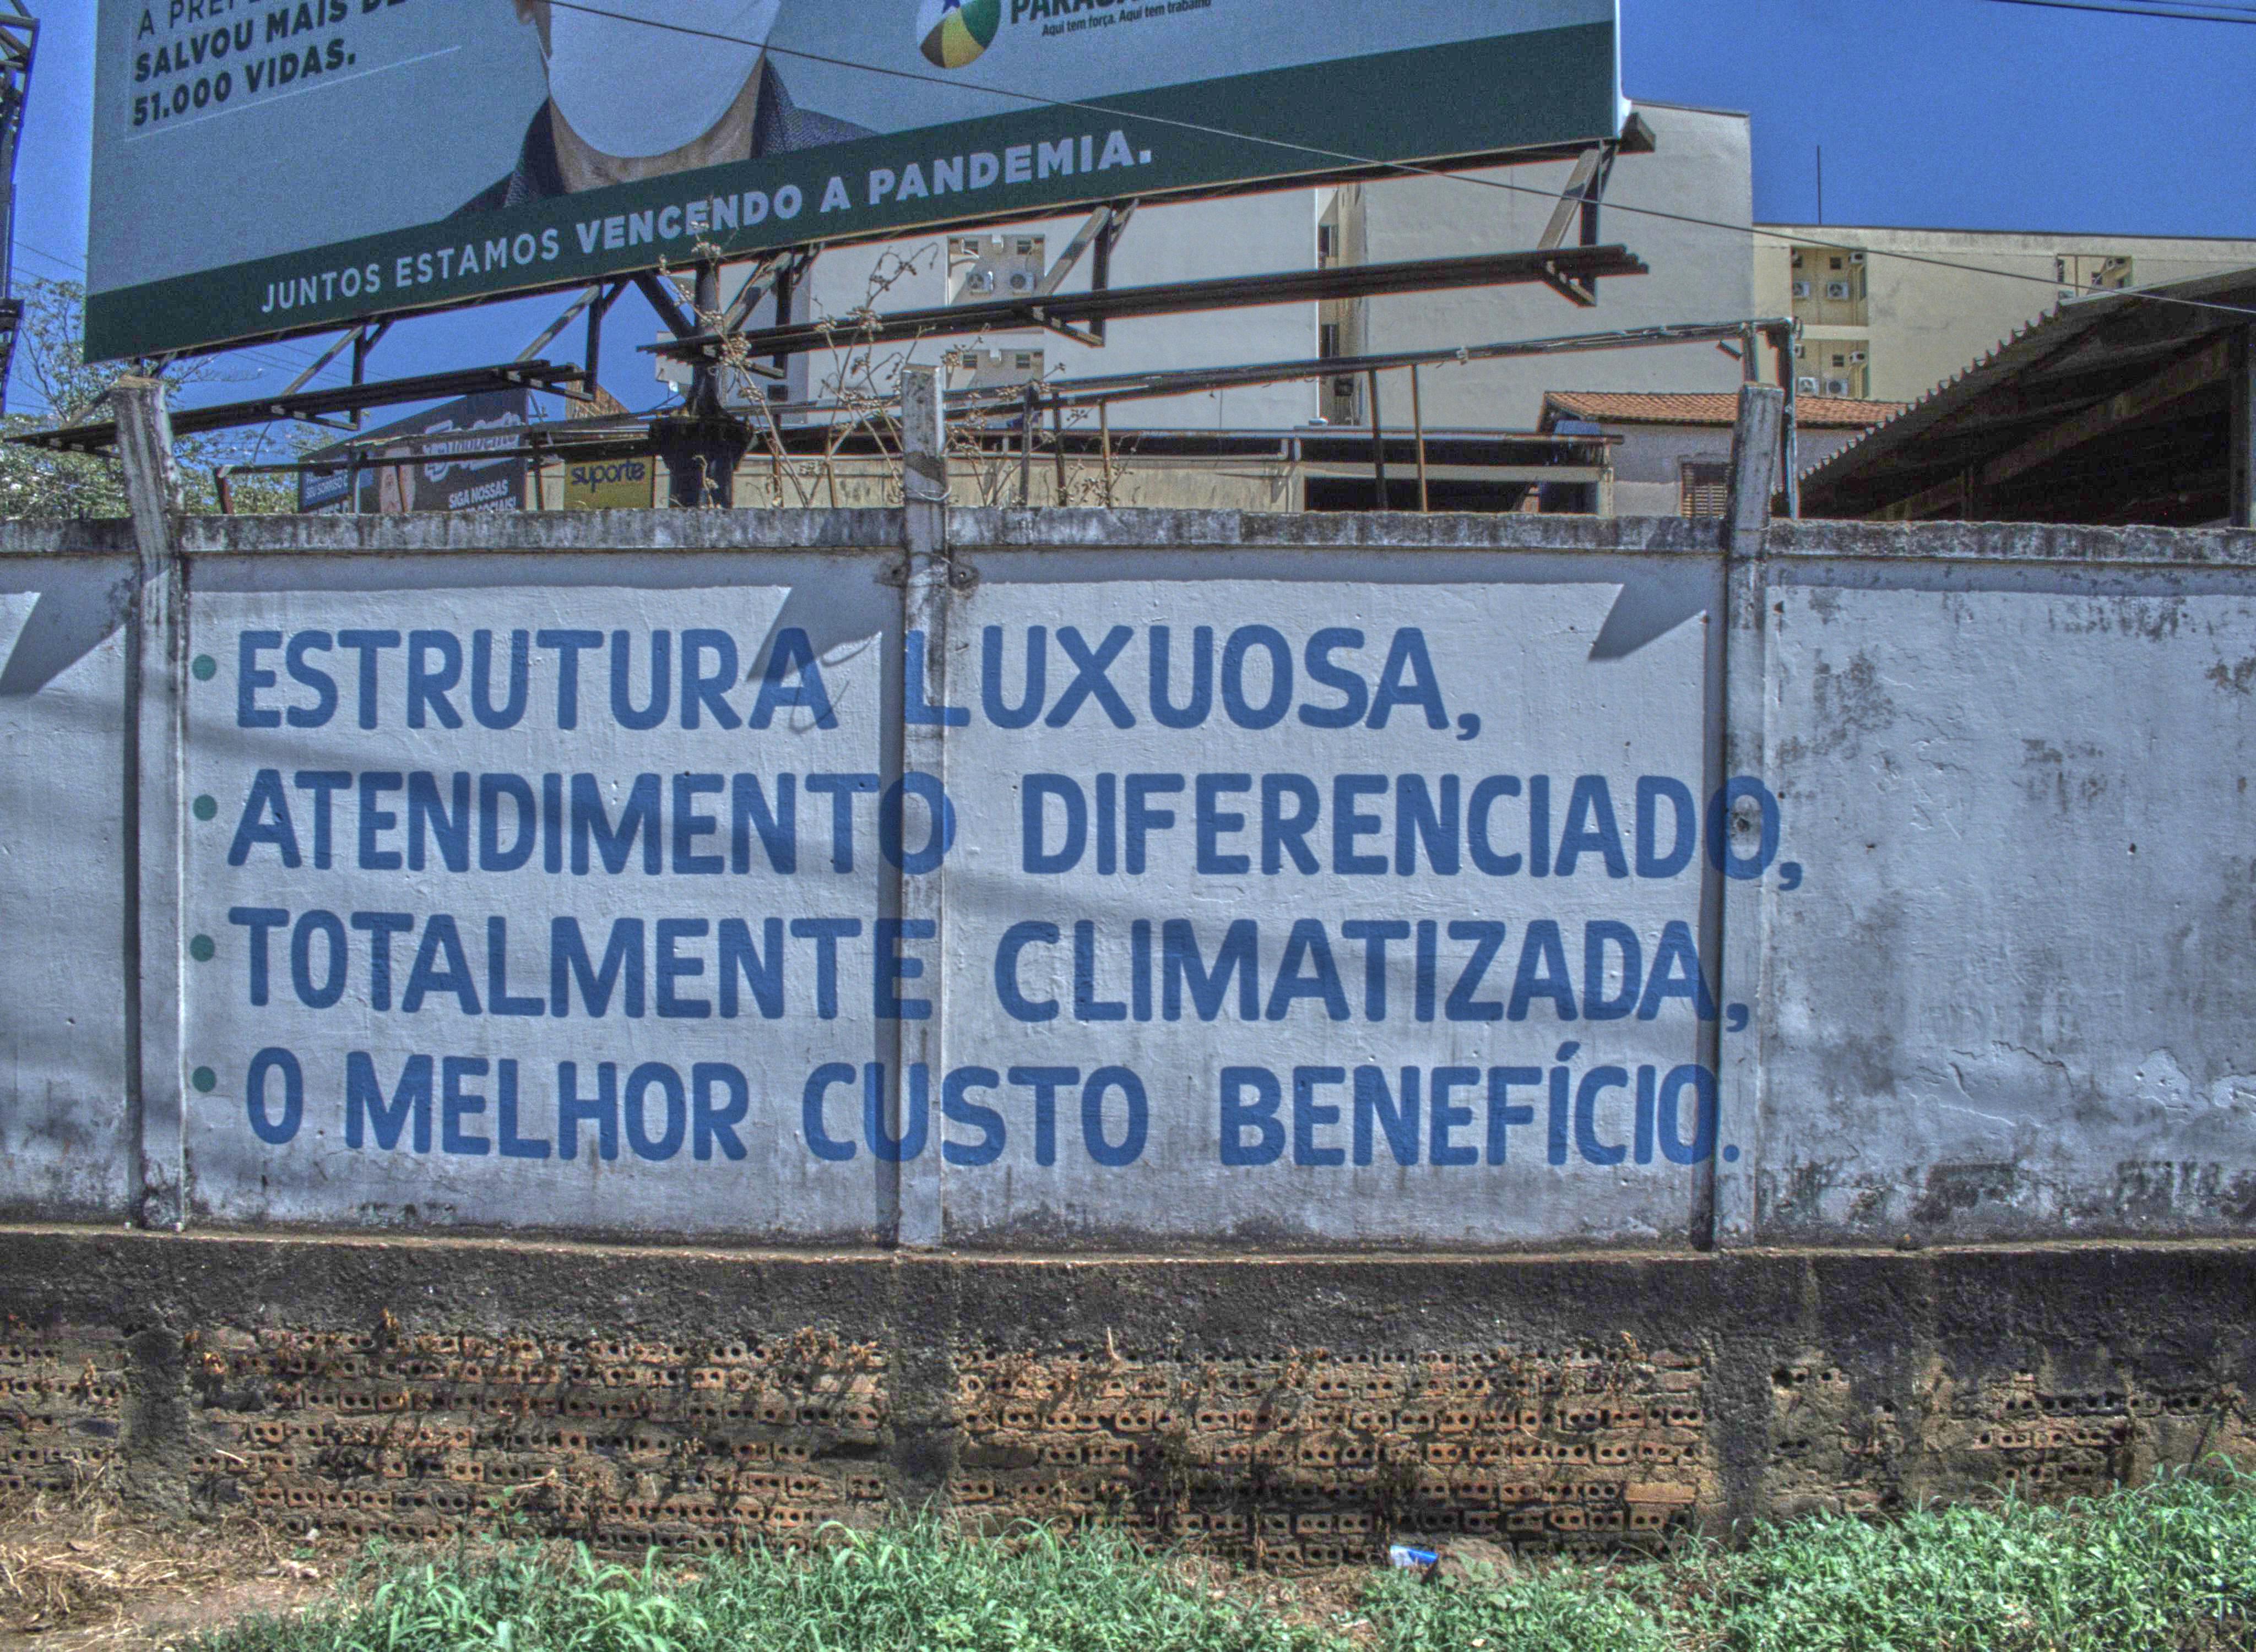 SALVOU MAIS DE
51.000 VIDAS.
Aqui tem força. Aqui tem trabalho
JUNTOS ESTAMOS VENCENDO A PANDEMIA.
SIGA NOSSAS
suporte
• ESTRUTURA LUXUOSA,
• ATENDIMENTO DIFERENCIADO,
• TOTALMENTE CLIMATIZADA,
• O MELHOR CUSTO BENEFÍCIO.